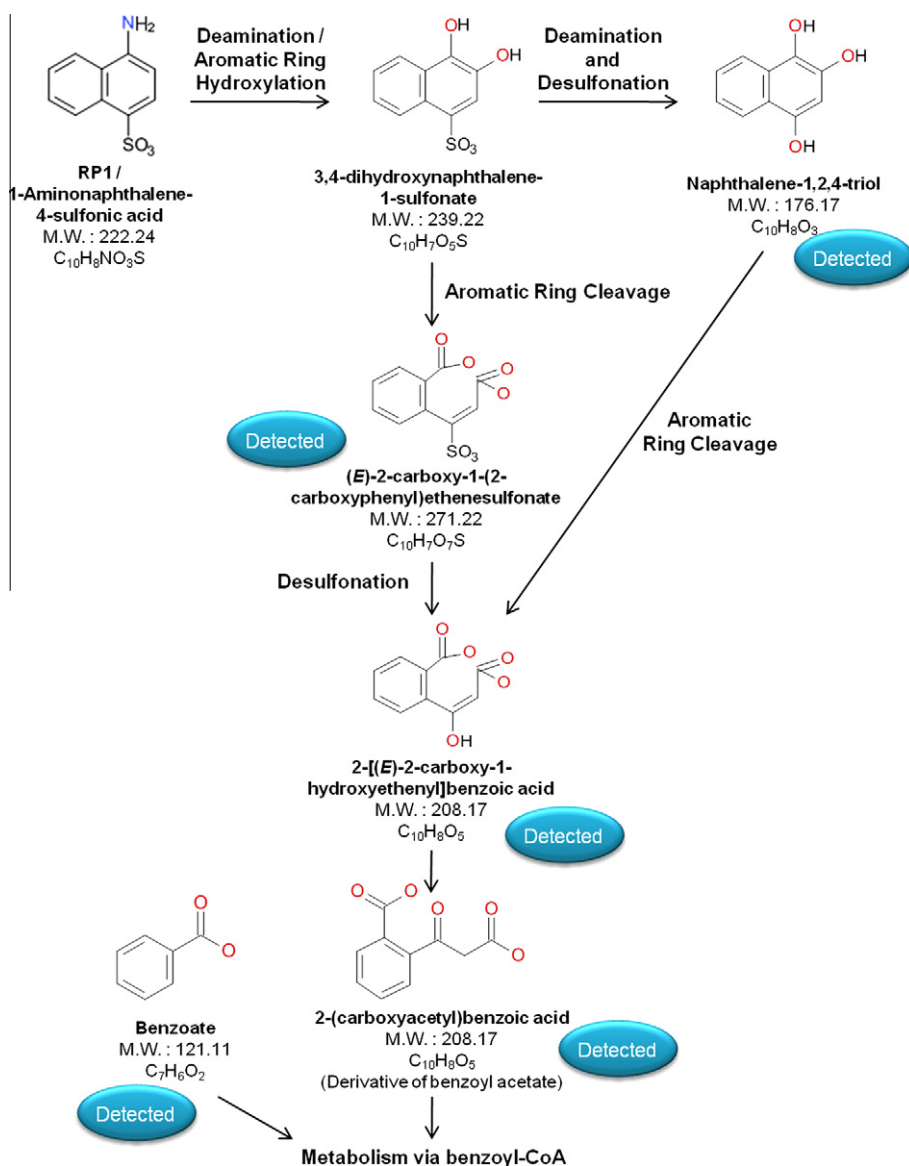 NH₂
SO₃
RP1 /
1-Aminonaphthalene-
4-sulfonic acid
M.W. : 222.24
C₁₀H₈NO₃S
Deamination /
Aromatic Ring
Hydroxylation
OH
OH
SO₃
3,4-dihydroxynaphthalene-
1-sulfonate
M.W. : 239.22
C₁₀H₇O₅S
Deamination
and
Desulfonation
OH
OH
OH
Naphthalene-1,2,4-triol
M.W. : 176.17
C₁₀H₈O₃
Detected
Aromatic Ring Cleavage
O
O
O
O
SO₃
Detected
(E)-2-carboxy-1-(2-
carboxyphenyl)ethenesulfonate
M.W. : 271.22
C₁₀H₇O₇S
Aromatic
Ring Cleavage
Desulfonation
O
O
O
O
OH
2-[(E)-2-carboxy-1-
hydroxyethenyl]benzoic acid
M.W. : 208.17
C₁₀H₈O₅
Detected
O
O
O
O
O
2-(carboxyacetyl)benzoic acid
M.W. : 208.17
C₁₀H₈O₅
(Derivative of benzoyl acetate)
Detected
O
O
Benzoate
M.W. : 121.11
C₇H₆O₂
Detected
Metabolism via benzoyl-CoA